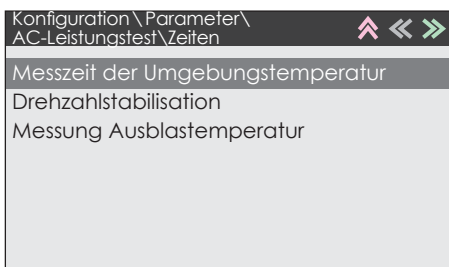 Konfiguration\Parameter\
AC-Leistungstest\Zeiten
Messzeit der Umgebungstemperatur
Drehzahlstabilisation
Messung Ausblastemperatur